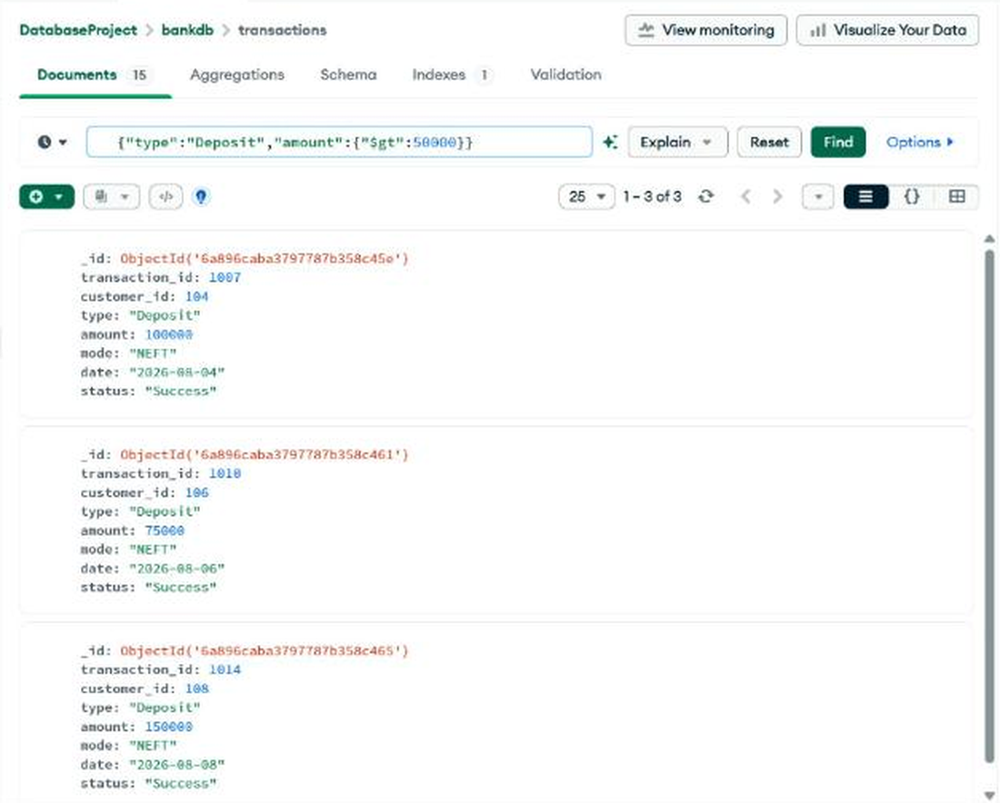 DatabaseProject > bankdb > transactions
View monitoring
Visualize Your Data
Documents 15 Aggregations Schema Indexes 1 Validation
{"type":"Deposit","amount":{"$gt":50000}}
Explain Reset Find Options
25 1 – 3 of 3
_id: ObjectId('6a896caba3797787b358c45e')
transaction_id: 1007
customer_id: 104
type: "Deposit"
amount: 100000
mode: "NEFT"
date: "2026-08-04"
status: "Success"
_id: ObjectId('6a896caba3797787b358c461')
transaction_id: 1010
customer_id: 106
type: "Deposit"
amount: 75000
mode: "NEFT"
date: "2026-08-06"
status: "Success"
_id: ObjectId('6a896caba3797787b358c465')
transaction_id: 1014
customer_id: 108
type: "Deposit"
amount: 150000
mode: "NEFT"
date: "2026-08-08"
status: "Success"